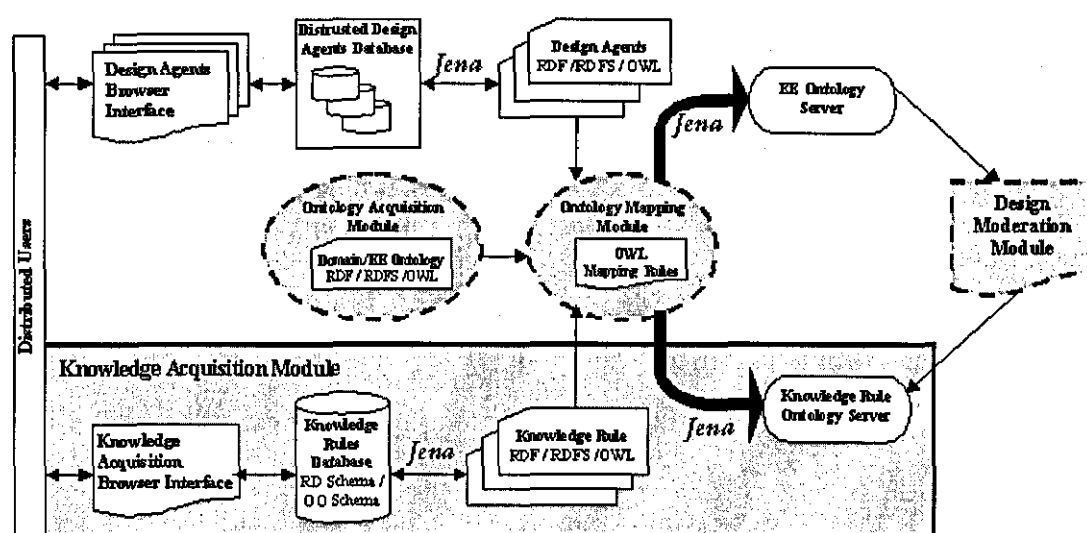 Distributed Users
Design Agents
Browser
Interface
Distrusted Design
Agents Database
Jena
Design Agents
RDF /RDFS / OWL
Jena
EE Ontology
Server
Ontology Acquisition
Module
Domain/EE Ontology
RDF / RDFS /OWL
Ontology Mapping
Module
OWL
Mapping Rules
Design
Moderation
Module
Knowledge Acquisition Module
Knowledge
Acquisition
Browser Interface
Knowledge
Rules
Database
RD Schema /
OO Schema
Jena
Knowledge Rule
RDF / RDFS /OWL
Jena
Knowledge Rule
Ontology Server